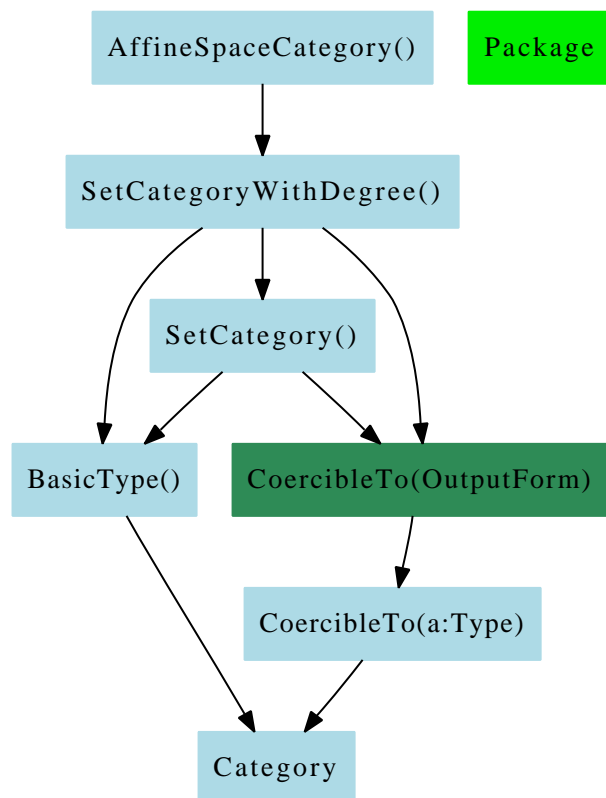 AffineSpaceCategory()
Package
SetCategoryWithDegree()
SetCategory()
BasicType()
CoercibleTo(OutputForm)
CoercibleTo(a:Type)
Category